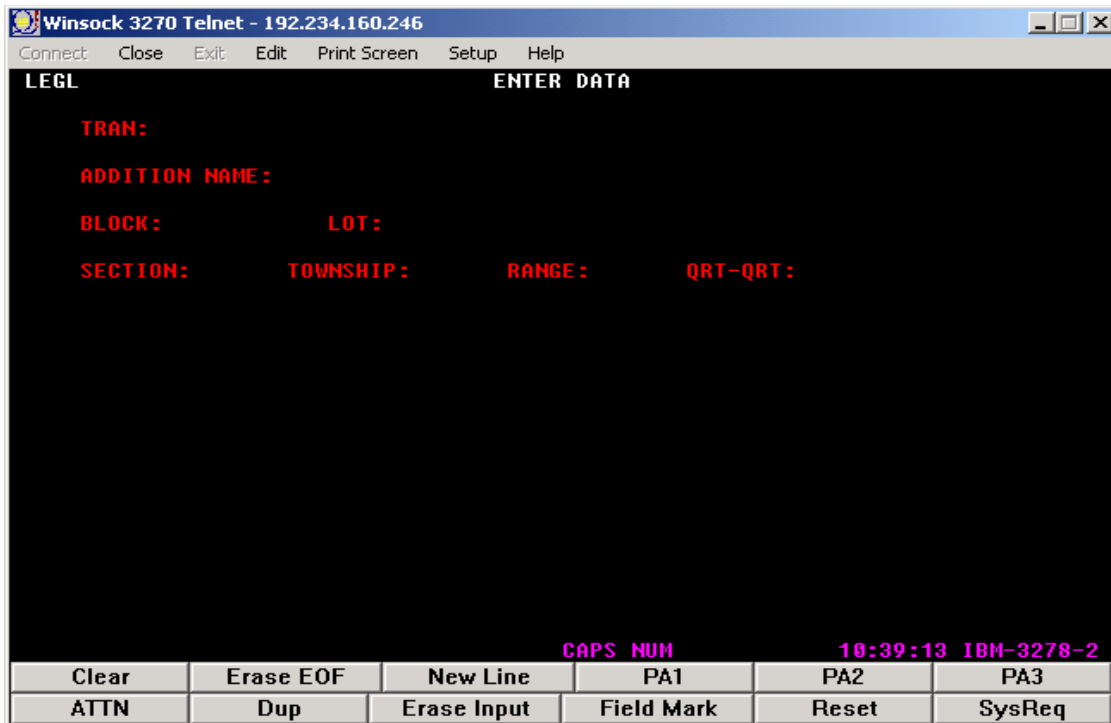 Winsock 3270 Telnet - 192.234.160.246
Connect Close Exit Edit Print Screen Setup Help
LEGL ENTER DATA
TRAN:
ADDITION NAME:
BLOCK: LOT:
SECTION: TOWNSHIP: RANGE: QRT-QRT:
CAPS NUM 10:39:13 IBM-3278-2
Clear Erase EOF New Line PA1 PA2 PA3
ATTN Dup Erase Input Field Mark Reset SysReq